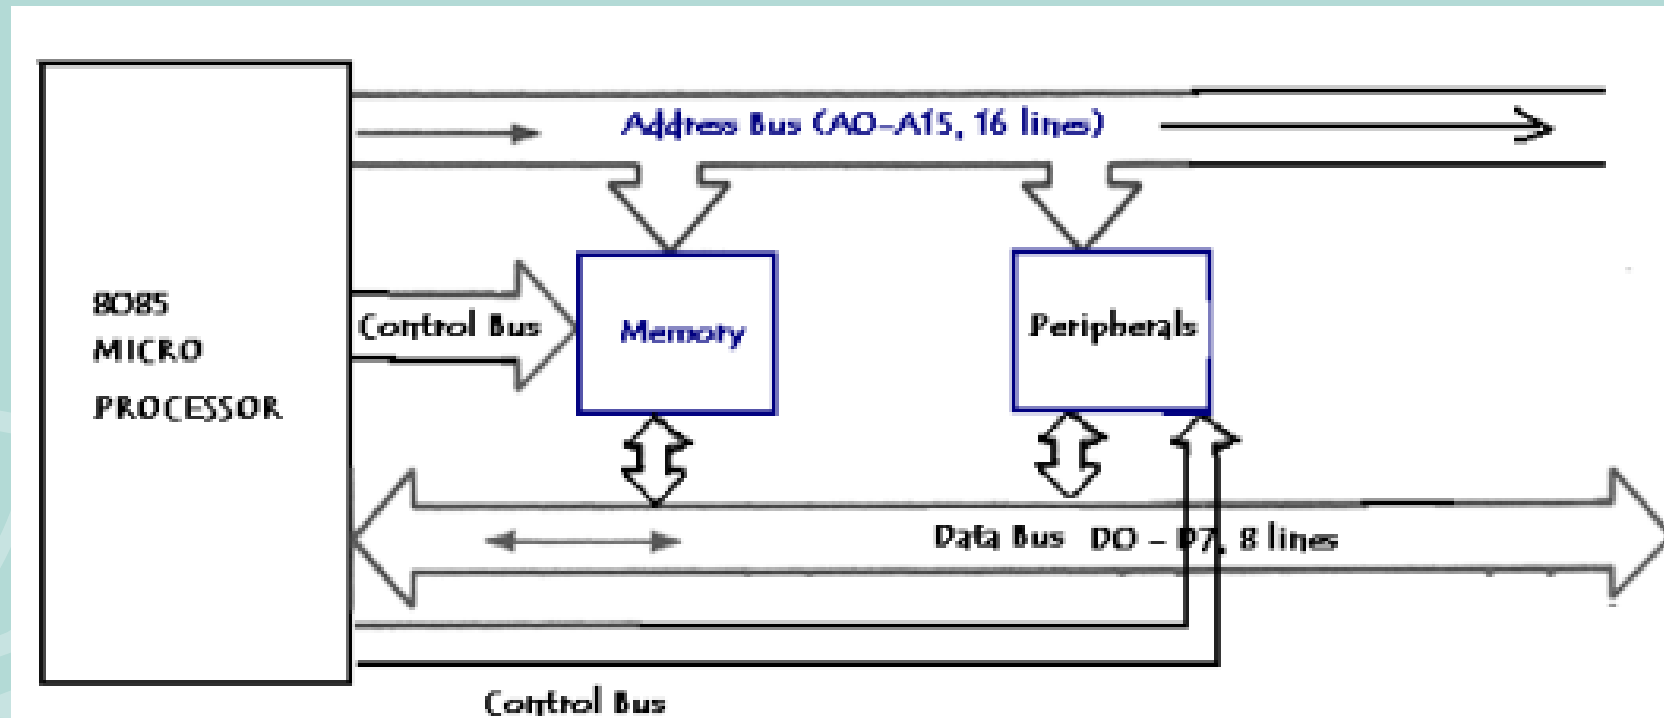 Address Bus (A0-A15, 16 lines)
8085
MICRO
PROCESSOR
Control Bus
Memory
Peripherals
Data Bus D0 - D7, 8 lines
Control Bus